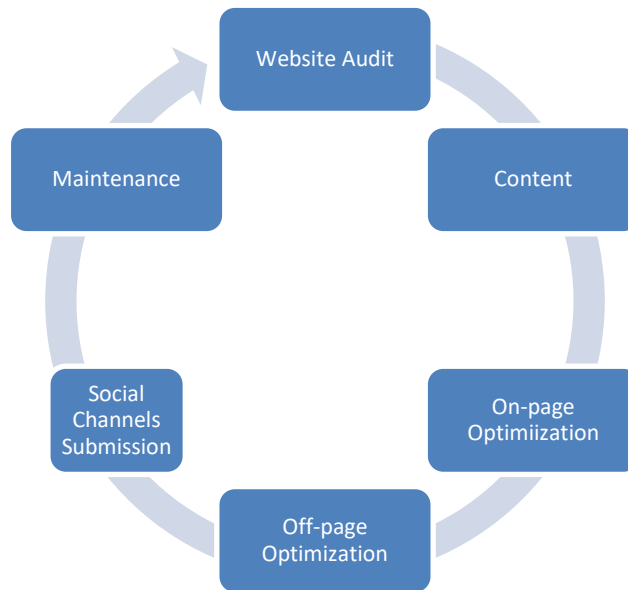 Website Audit
Content
On-page
Optimiization
Off-page
Optimization
Social
Channels
Submission
Maintenance